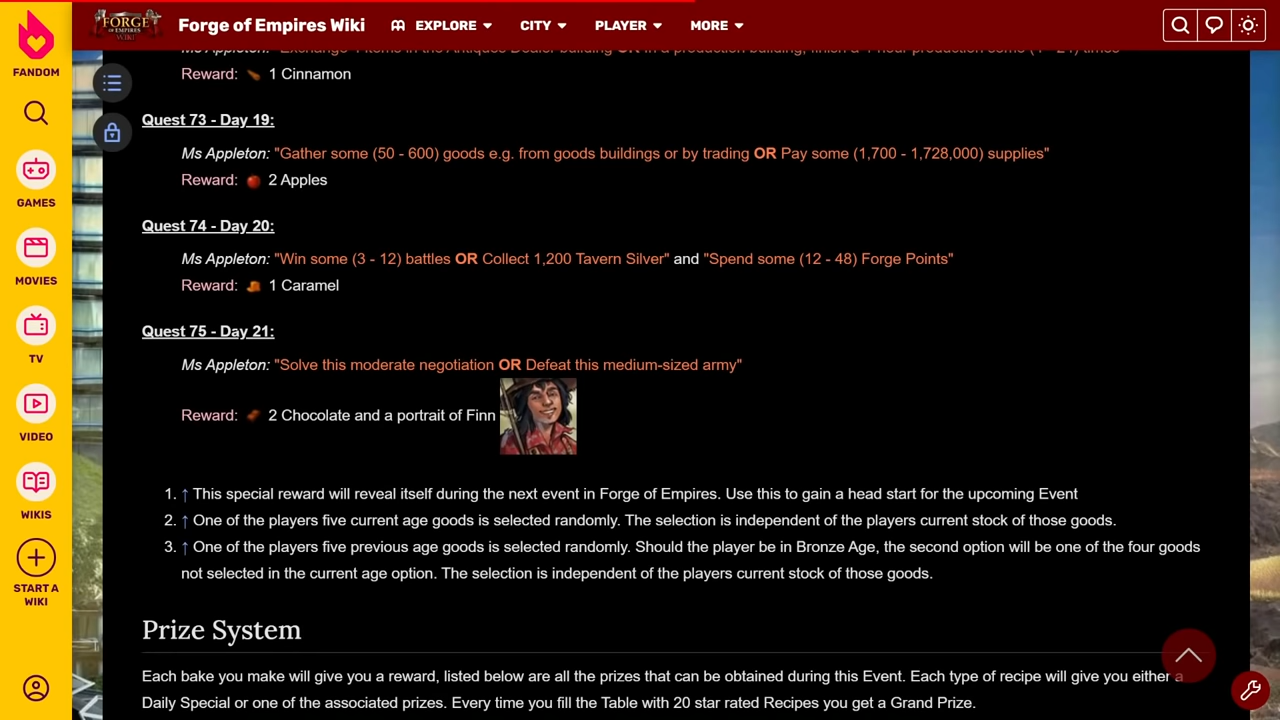 FORGE
OF EMPIRES
WIKI
Forge of Empires Wiki
EXPLORE
CITY
PLAYER
MORE
FANDOM
GAMES
MOVIES
TV
VIDEO
WIKIS
START A
WIKI
Reward: 1 Cinnamon
Quest 73 - Day 19:
Ms Appleton: "Gather some (50 - 600) goods e.g. from goods buildings or by trading OR Pay some (1,700 - 1,728,000) supplies"
Reward: 2 Apples
Quest 74 - Day 20:
Ms Appleton: "Win some (3 - 12) battles OR Collect 1,200 Tavern Silver" and "Spend some (12 - 48) Forge Points"
Reward: 1 Caramel
Quest 75 - Day 21:
Ms Appleton: "Solve this moderate negotiation OR Defeat this medium-sized army"
Reward: 2 Chocolate and a portrait of Finn
1. ↑ This special reward will reveal itself during the next event in Forge of Empires. Use this to gain a head start for the upcoming Event
2. ↑ One of the players five current age goods is selected randomly. The selection is independent of the players current stock of those goods.
3. ↑ One of the players five previous age goods is selected randomly. Should the player be in Bronze Age, the second option will be one of the four goods
not selected in the current age option. The selection is independent of the players current stock of those goods.
Prize System
Each bake you make will give you a reward, listed below are all the prizes that can be obtained during this Event. Each type of recipe will give you either a
Daily Special or one of the associated prizes. Every time you fill the Table with 20 star rated Recipes you get a Grand Prize.